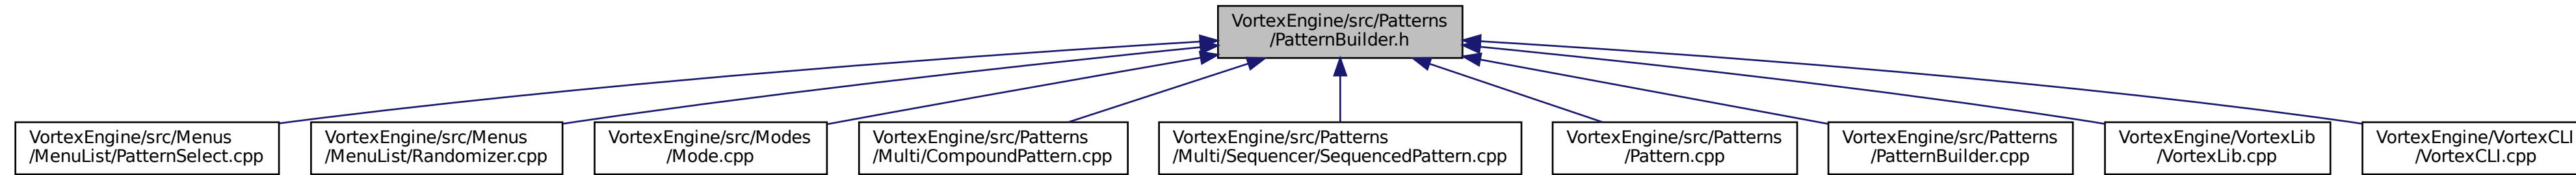 VortexEngine/src/Patterns
/PatternBuilder.h
VortexEngine/src/Menus
/MenuList/PatternSelect.cpp
VortexEngine/src/Menus
/MenuList/Randomizer.cpp
VortexEngine/src/Modes
/Mode.cpp
VortexEngine/src/Patterns
/Multi/CompoundPattern.cpp
VortexEngine/src/Patterns
/Multi/Sequencer/SequencedPattern.cpp
VortexEngine/src/Patterns
/Pattern.cpp
VortexEngine/src/Patterns
/PatternBuilder.cpp
VortexEngine/VortexLib
/VortexLib.cpp
VortexEngine/VortexCLI
/VortexCLI.cpp